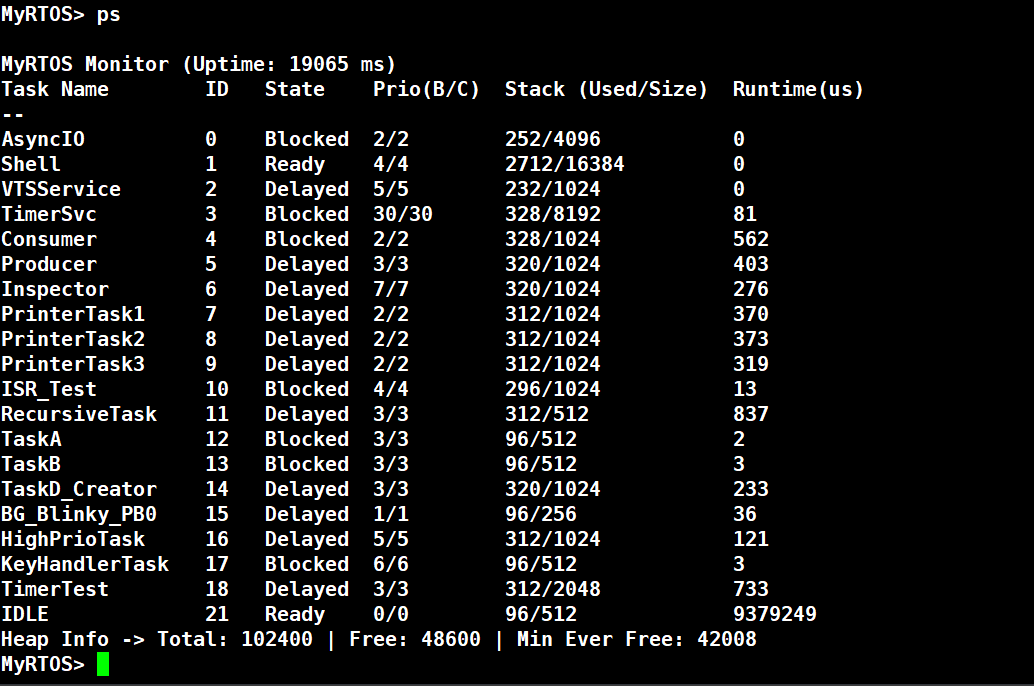 MyRTOS> ps
MyRTOS Monitor (Uptime: 19065 ms)
Task Name        ID   State    Prio(B/C)  Stack (Used/Size)  Runtime(us)
--
AsyncIO          0    Blocked  2/2        252/4096           0
Shell            1    Ready    4/4        2712/16384         0
VTSService       2    Delayed  5/5        232/1024           0
TimerSvc         3    Blocked  30/30      328/8192           81
Consumer         4    Blocked  2/2        328/1024           562
Producer         5    Delayed  3/3        320/1024           403
Inspector        6    Delayed  7/7        320/1024           276
PrinterTask1     7    Delayed  2/2        312/1024           370
PrinterTask2     8    Delayed  2/2        312/1024           373
PrinterTask3     9    Delayed  2/2        312/1024           319
ISR_Test         10   Blocked  4/4        296/1024           13
RecursiveTask    11   Delayed  3/3        312/512            837
TaskA            12   Blocked  3/3        96/512             2
TaskB            13   Blocked  3/3        96/512             3
TaskD_Creator    14   Delayed  3/3        320/1024           233
BG_Blinky_PB0    15   Delayed  1/1        96/256             36
HighPrioTask     16   Delayed  5/5        312/1024           121
KeyHandlerTask   17   Blocked  6/6        96/512             3
TimerTest        18   Delayed  3/3        312/2048           733
IDLE             21   Ready    0/0        96/512             9379249
Heap Info -> Total: 102400 | Free: 48600 | Min Ever Free: 42008
MyRTOS>